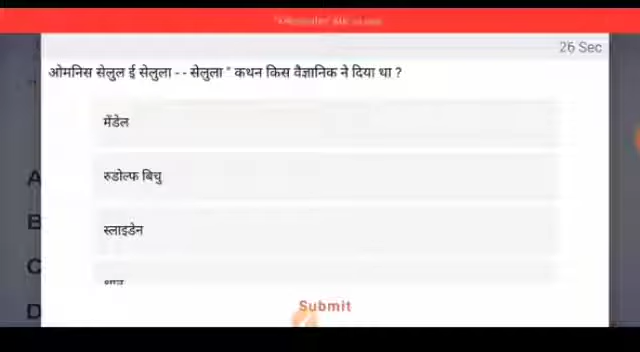 26 Sec
ओमनिस सेलुल ई सेलुला - - सेलुला " कथन किस वैज्ञानिक ने दिया था ?
A
मेंडेल
रुडोल्फ बिचु
B
स्लाइडेन
C
D
Submit